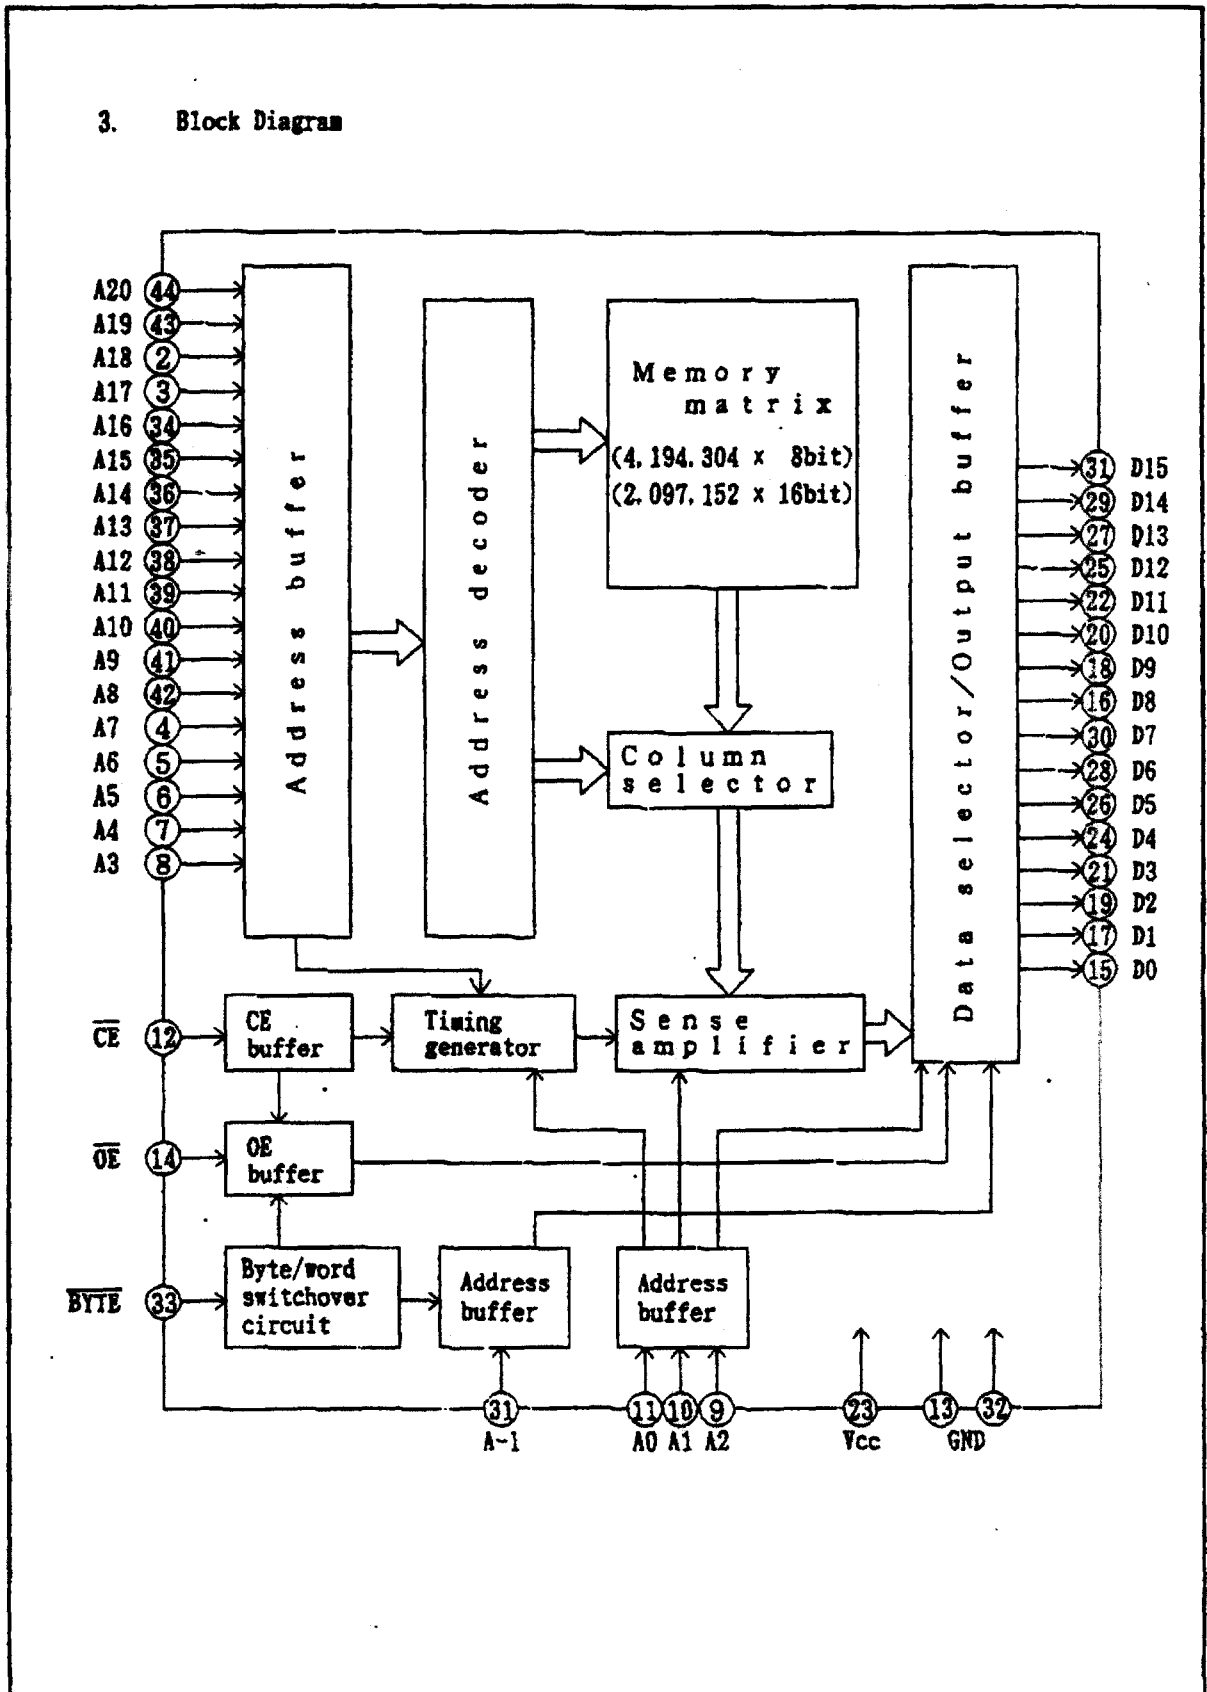 3. Block Diagram
A20 44
A19 43
A18 2
A17 3
A16 34
A15 35
A14 36
A13 37
A12 38
A11 39
A10 40
A9 41
A8 42
A7 4
A6 5
A5 6
A4 7
A3 8
Address buffer
Address decoder
Memory
matrix
(4.194.304 x 8bit)
(2.097.152 x 16bit)
Column
selector
Data selector/Output buffer
31 D15
29 D14
27 D13
25 D12
22 D11
20 D10
18 D9
16 D8
30 D7
28 D6
26 D5
24 D4
21 D3
19 D2
17 D1
15 D0
C̅E̅ 12
CE
buffer
Timing
generator
Sense
amplifier
O̅E̅ 14
OE
buffer
B̅Y̅T̅E̅ 33
Byte/word
switchover
circuit
Address
buffer
Address
buffer
31 11 10 9 23 13 32
A-1 A0 A1 A2 Vcc GND